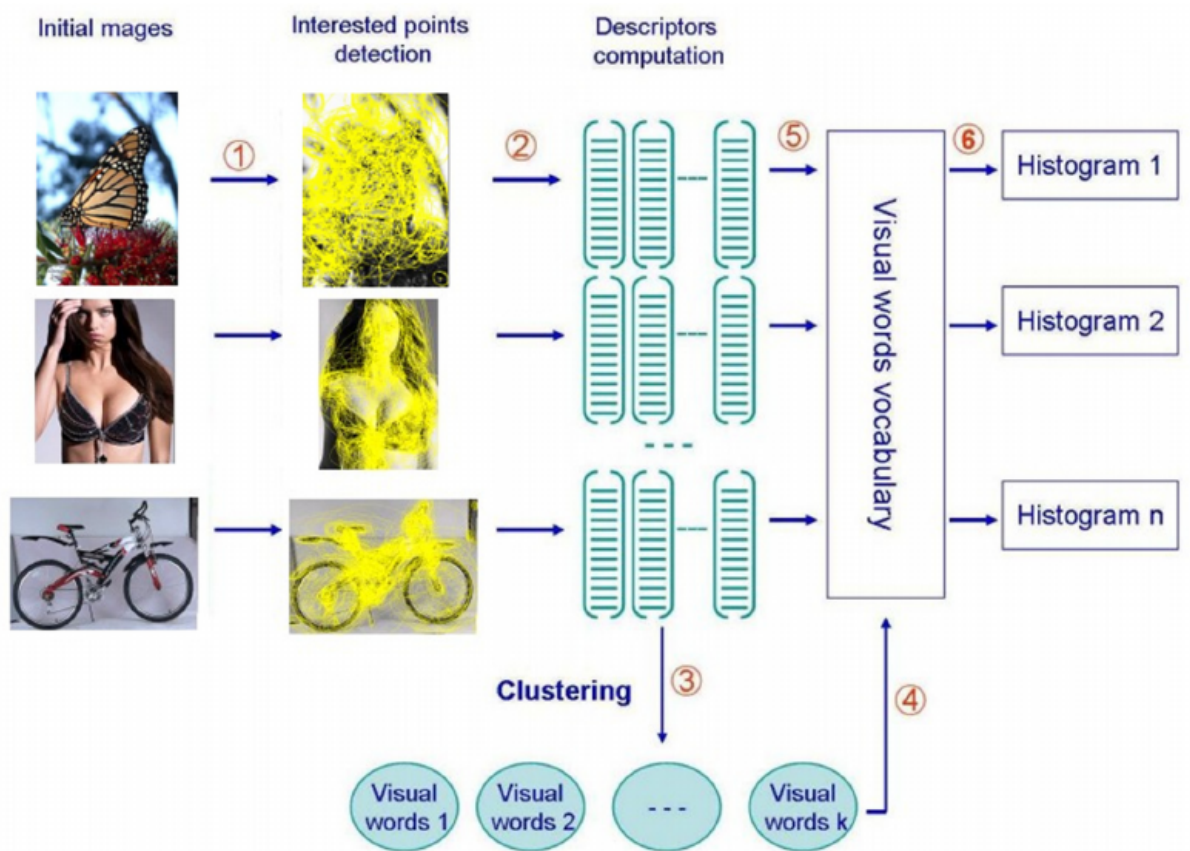 Initial mages
Interested points
detection
Descriptors
computation
①
②
⑤
⑥
Histogram 1
Visual words vocabulary
Histogram 2
- - -
Histogram n
Clustering
③
④
Visual
words 1
Visual
words 2
- - -
Visual
words k